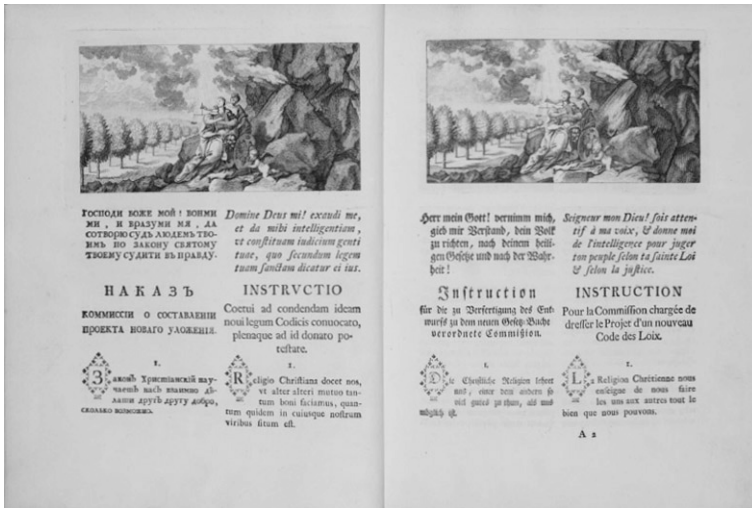 Господи Боже мой! вонми
ми, и вразуми мя, да
сотворю судъ людемъ тво-
имъ по закону святому
твоему судити въ правду.
НАКАЗЪ
КОММИССІИ О СОСТАВЛЕНІИ
ПРОЕКТА НОВАГО УЛОЖЕНІЯ.
1.
Законъ Христіанскій нау-
чаетъ насъ взаимно дѣ-
лати другъ другу добро,
сколько возможно.
Domine Deus mi! exaudi me,
et da mihi intelligentiam,
vt constituam iudicium genti
tuae, quo secundum legem
tuam sanctam dicatur ei ius.
INSTRVCTIO
Coetui ad condendam ideam
noui legum Codicis conuocato,
plenaque ad id donato po-
testate.
1.
Religio Christiana docet nos,
vt alter alteri mutuo tan-
tum boni faciamus, quan-
tum quidem in cuiusque nostrum
viribus situm est.
Herr mein Gott! vernimm mich,
gieb mir Verstand, dein Volk
zu richten, nach deinem heili-
gen Gesetze und nach der Wahr-
heit!
Instruction
für die zu Verfertigung des Ent-
wurfs zu dem neuen Gesetz-Buche
verordnete Commißion.
1.
Die Christliche Religion lehret
uns, einer dem andern so
viel gutes zu thun, als uns
möglich ist.
Seigneur mon Dieu! sois atten-
tif à ma voix, & donne moi
de l'intelligence pour juger
ton peuple selon ta sainte Loi
& selon la justice.
INSTRUCTION
Pour la Commission chargée de
dresser le Projet d'un nouveau
Code des Loix.
1.
La Religion Chrétienne nous
enseigne de nous faire
les uns aux autres tout le
bien que nous pouvons.
A 2